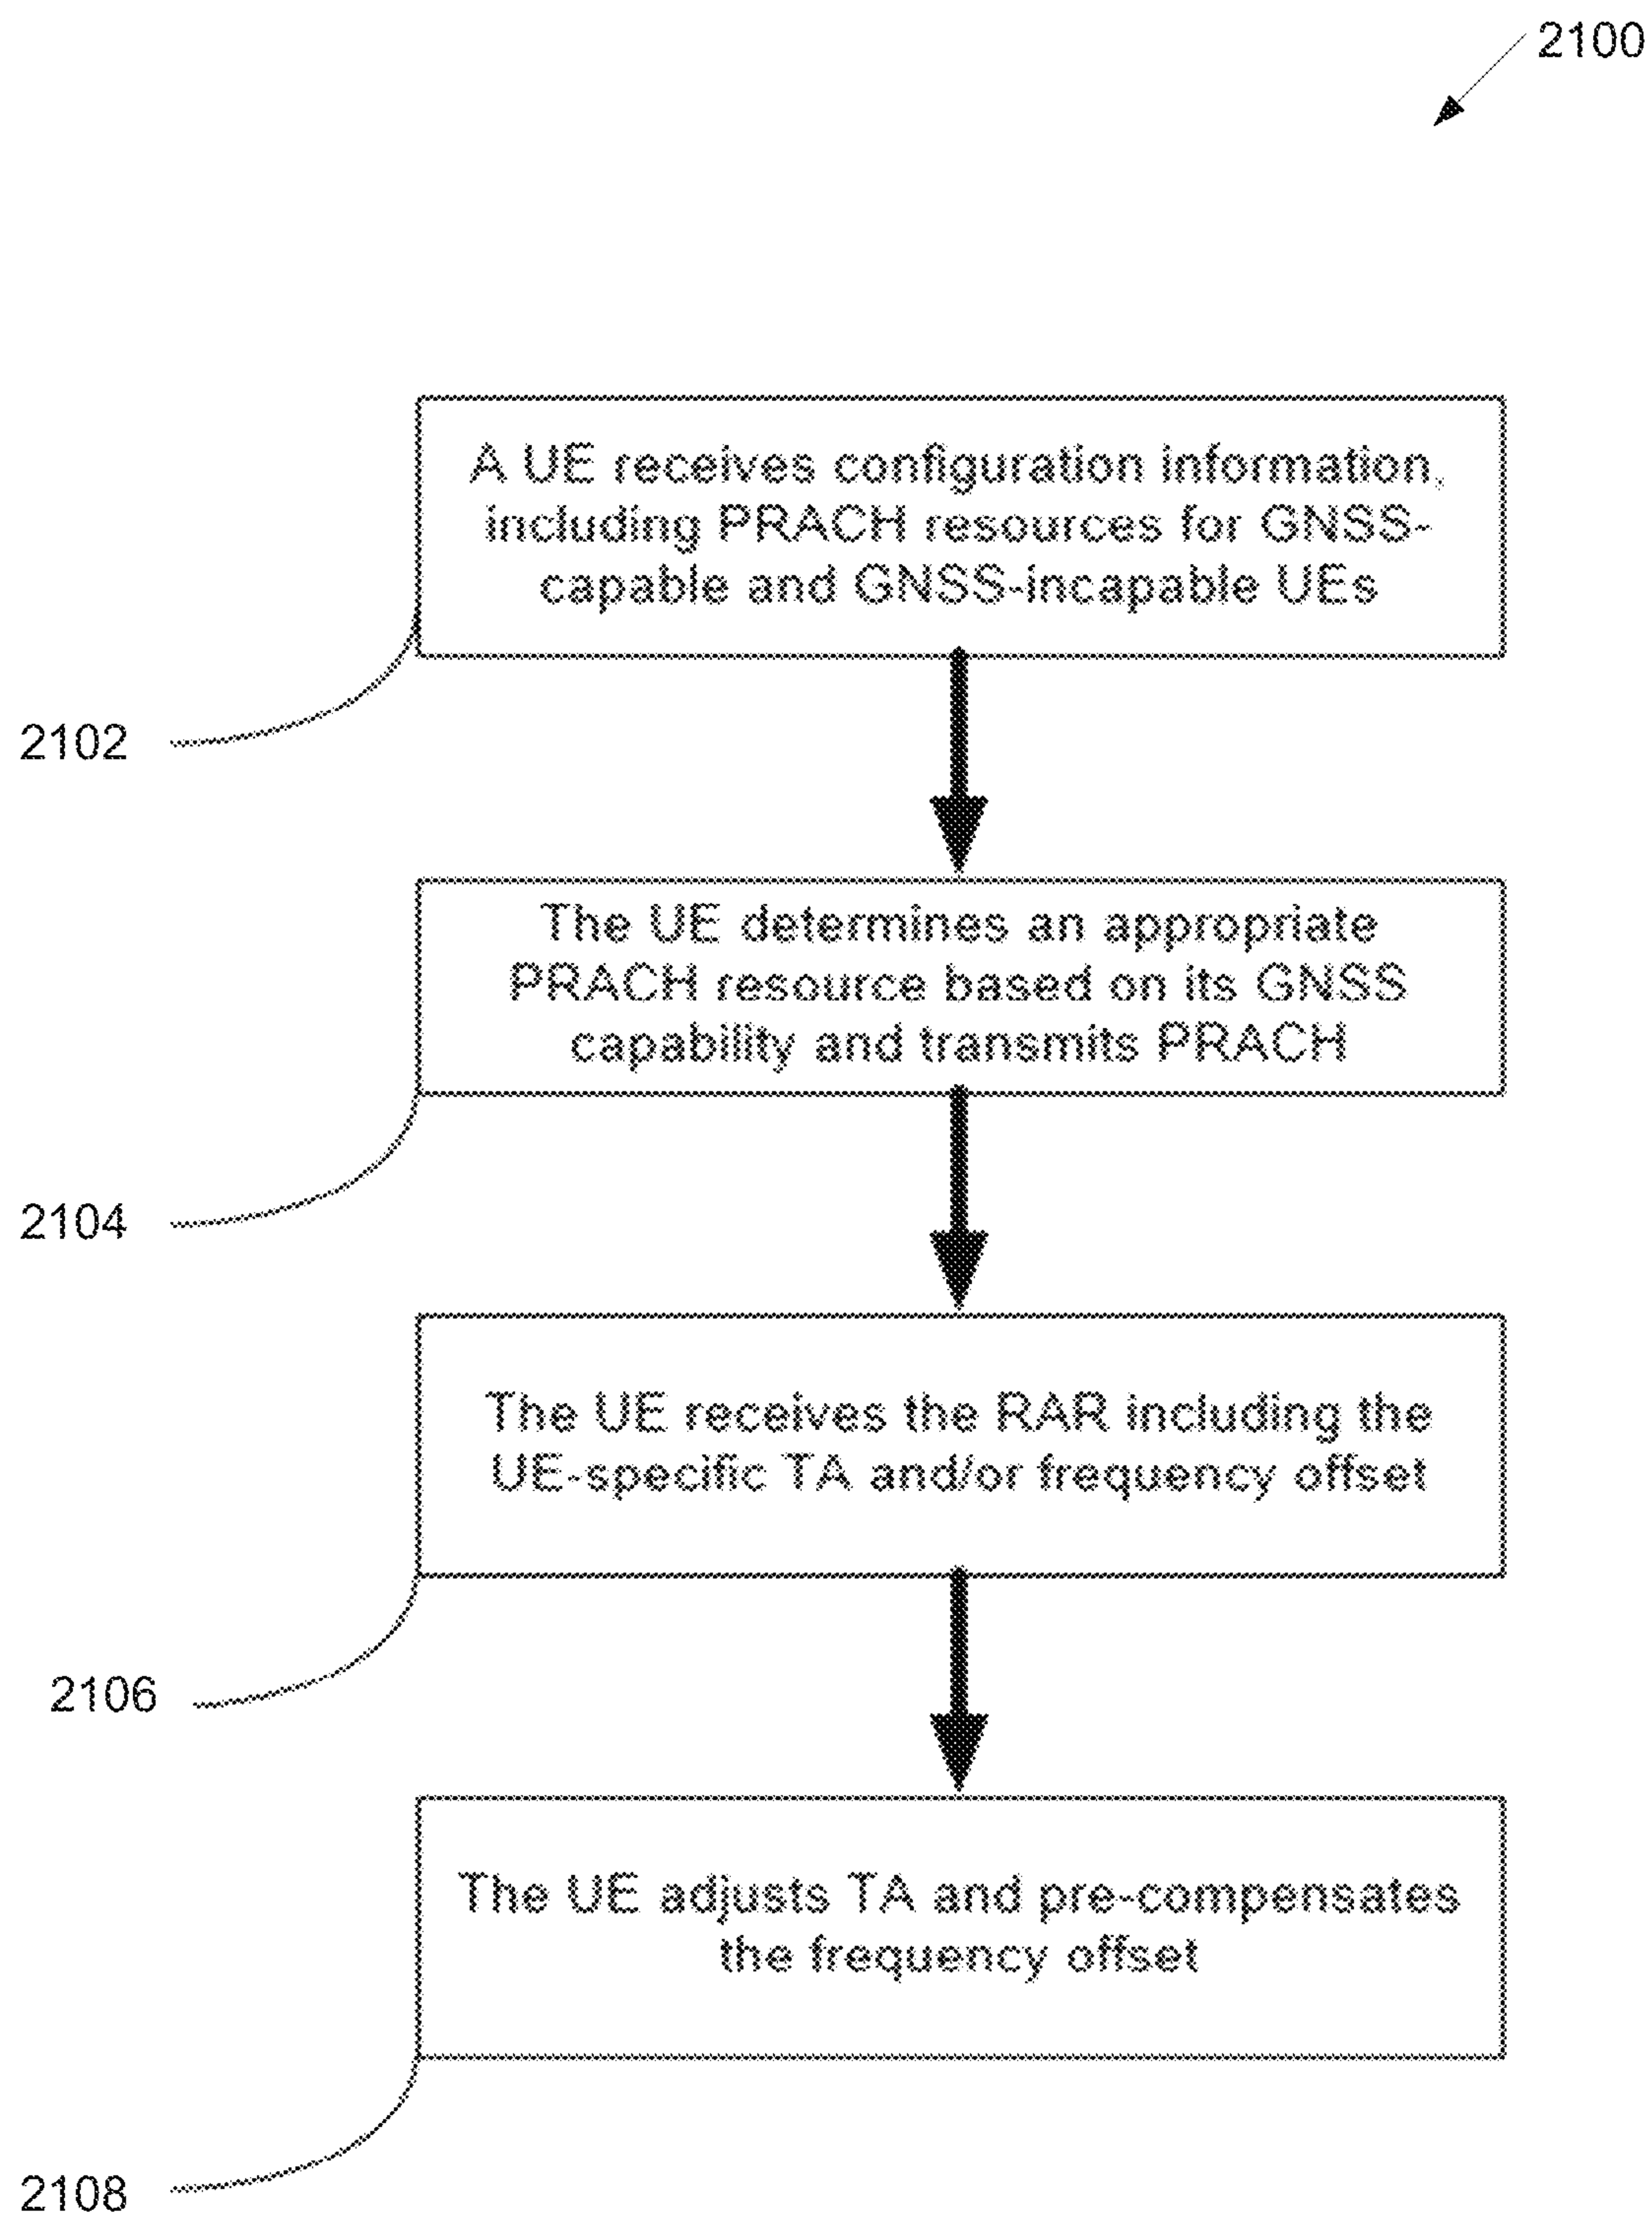 2100
A UE receives configuration information,
including PRACH resources for GNSS-
capable and GNSS-incapable UEs
2102
The UE determines an appropriate
PRACH resource based on its GNSS
capability and transmits PRACH
2104
The UE receives the RAR including the
UE-specific TA and/or frequency offset
2106
The UE adjusts TA and pre-compensates
the frequency offset
2108